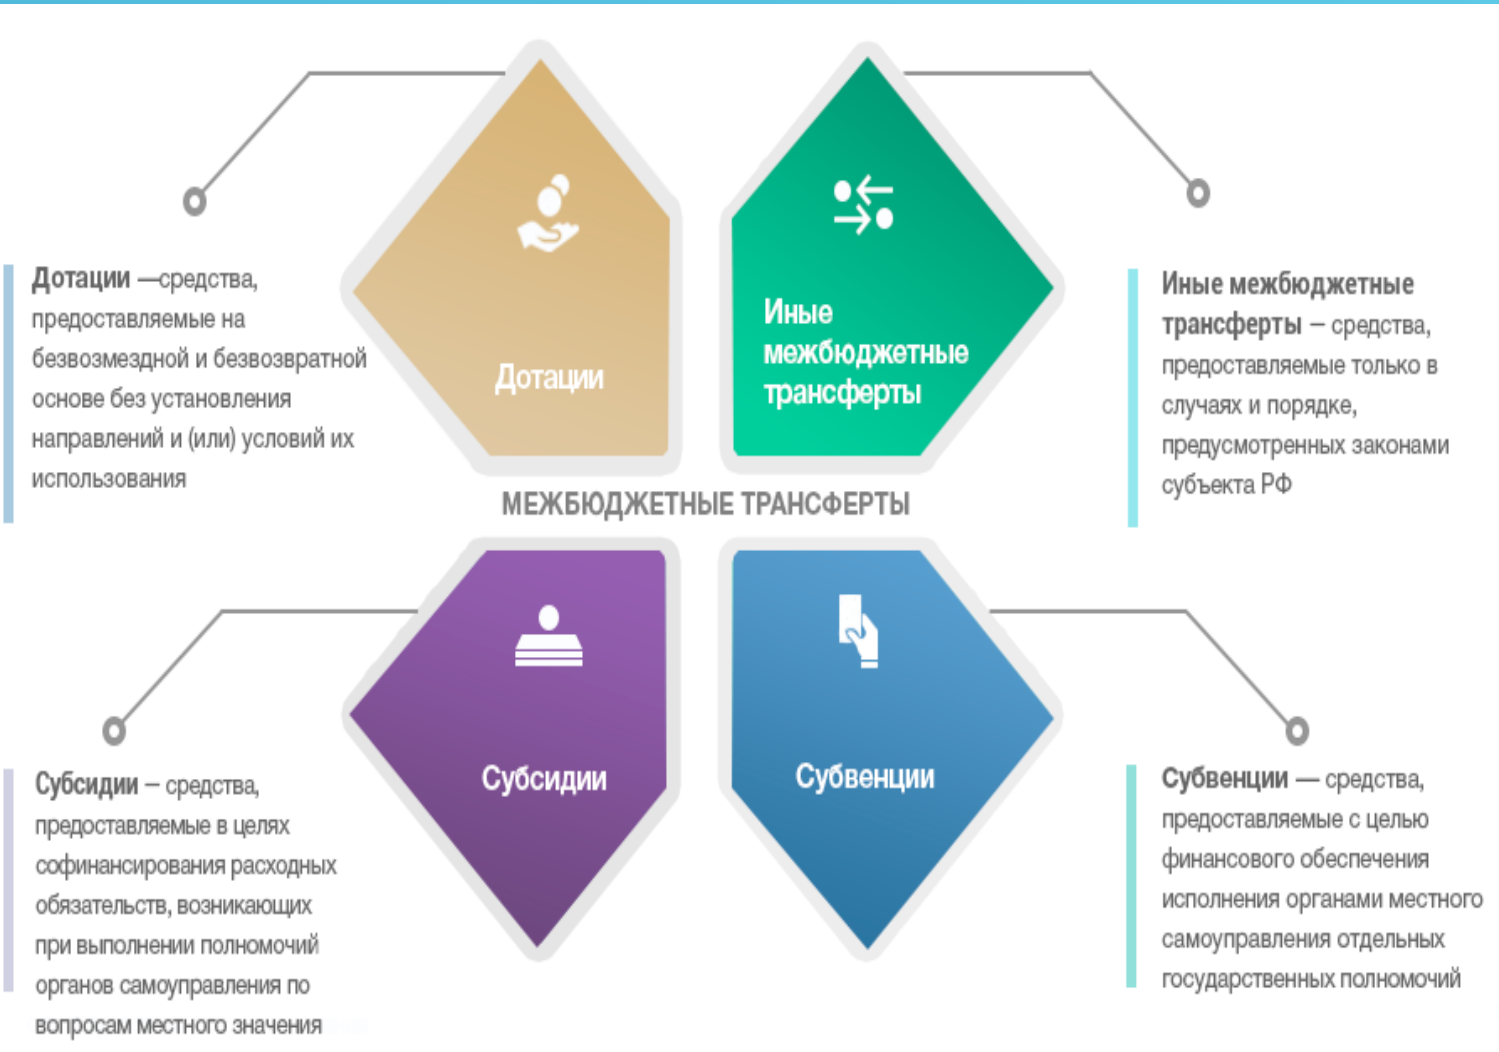 Дотации
Иные
межбюджетные
трансферты
Дотации —средства,
предоставляемые на
безвозмездной и безвозвратной
основе без установления
направлений и (или) условий их
использования
Иные межбюджетные
трансферты – средства,
предоставляемые только в
случаях и порядке,
предусмотренных законами
субъекта РФ
МЕЖБЮДЖЕТНЫЕ ТРАНСФЕРТЫ
Субсидии
Субвенции
Субсидии – средства,
предоставляемые в целях
софинансирования расходных
обязательств, возникающих
при выполнении полномочий
органов самоуправления по
вопросам местного значения
Субвенции — средства,
предоставляемые с целью
финансового обеспечения
исполнения органами местного
самоуправления отдельных
государственных полномочий